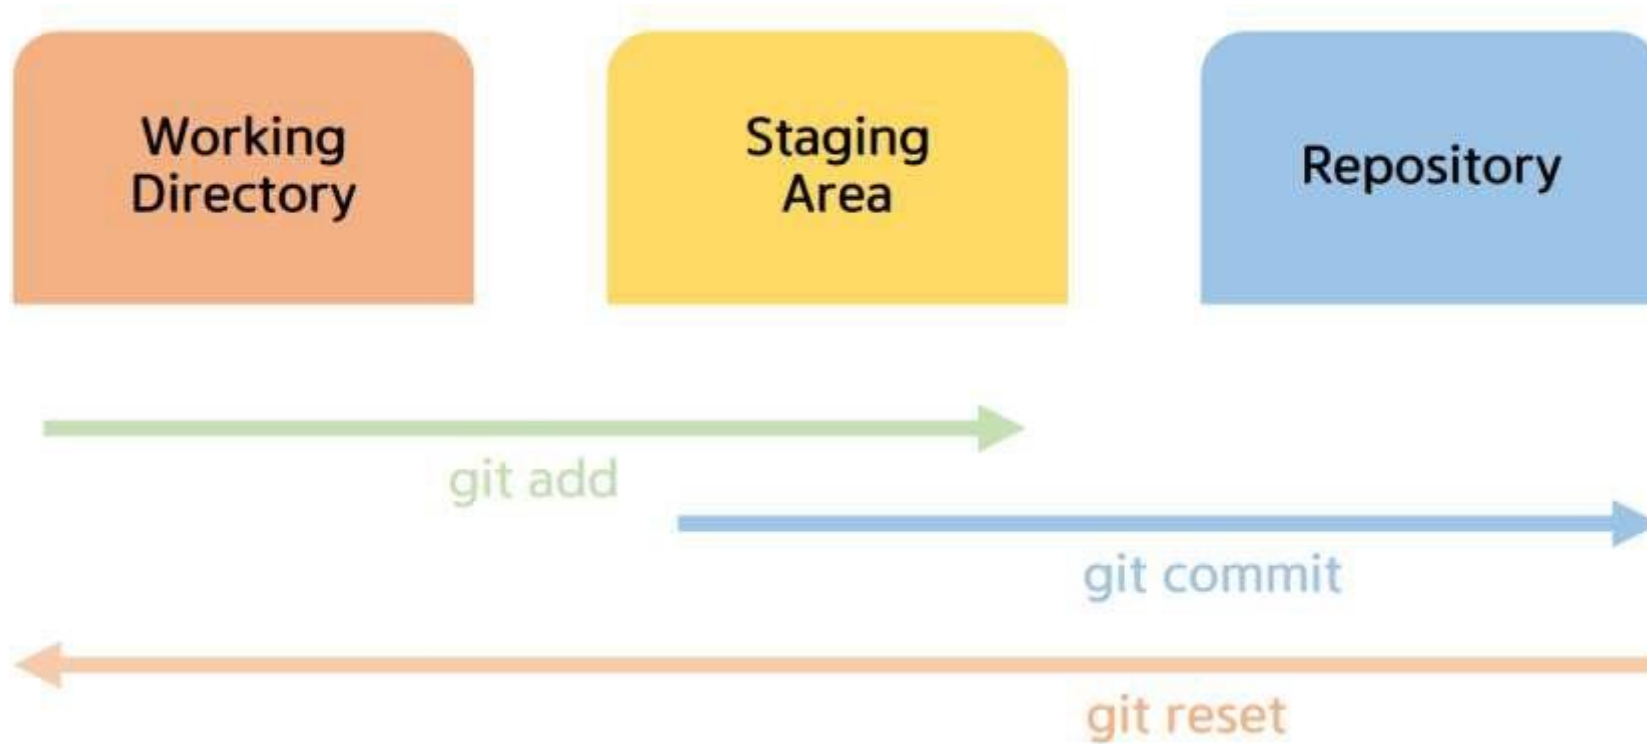 Working
Directory
Staging
Area
Repository
git add
git commit
git reset